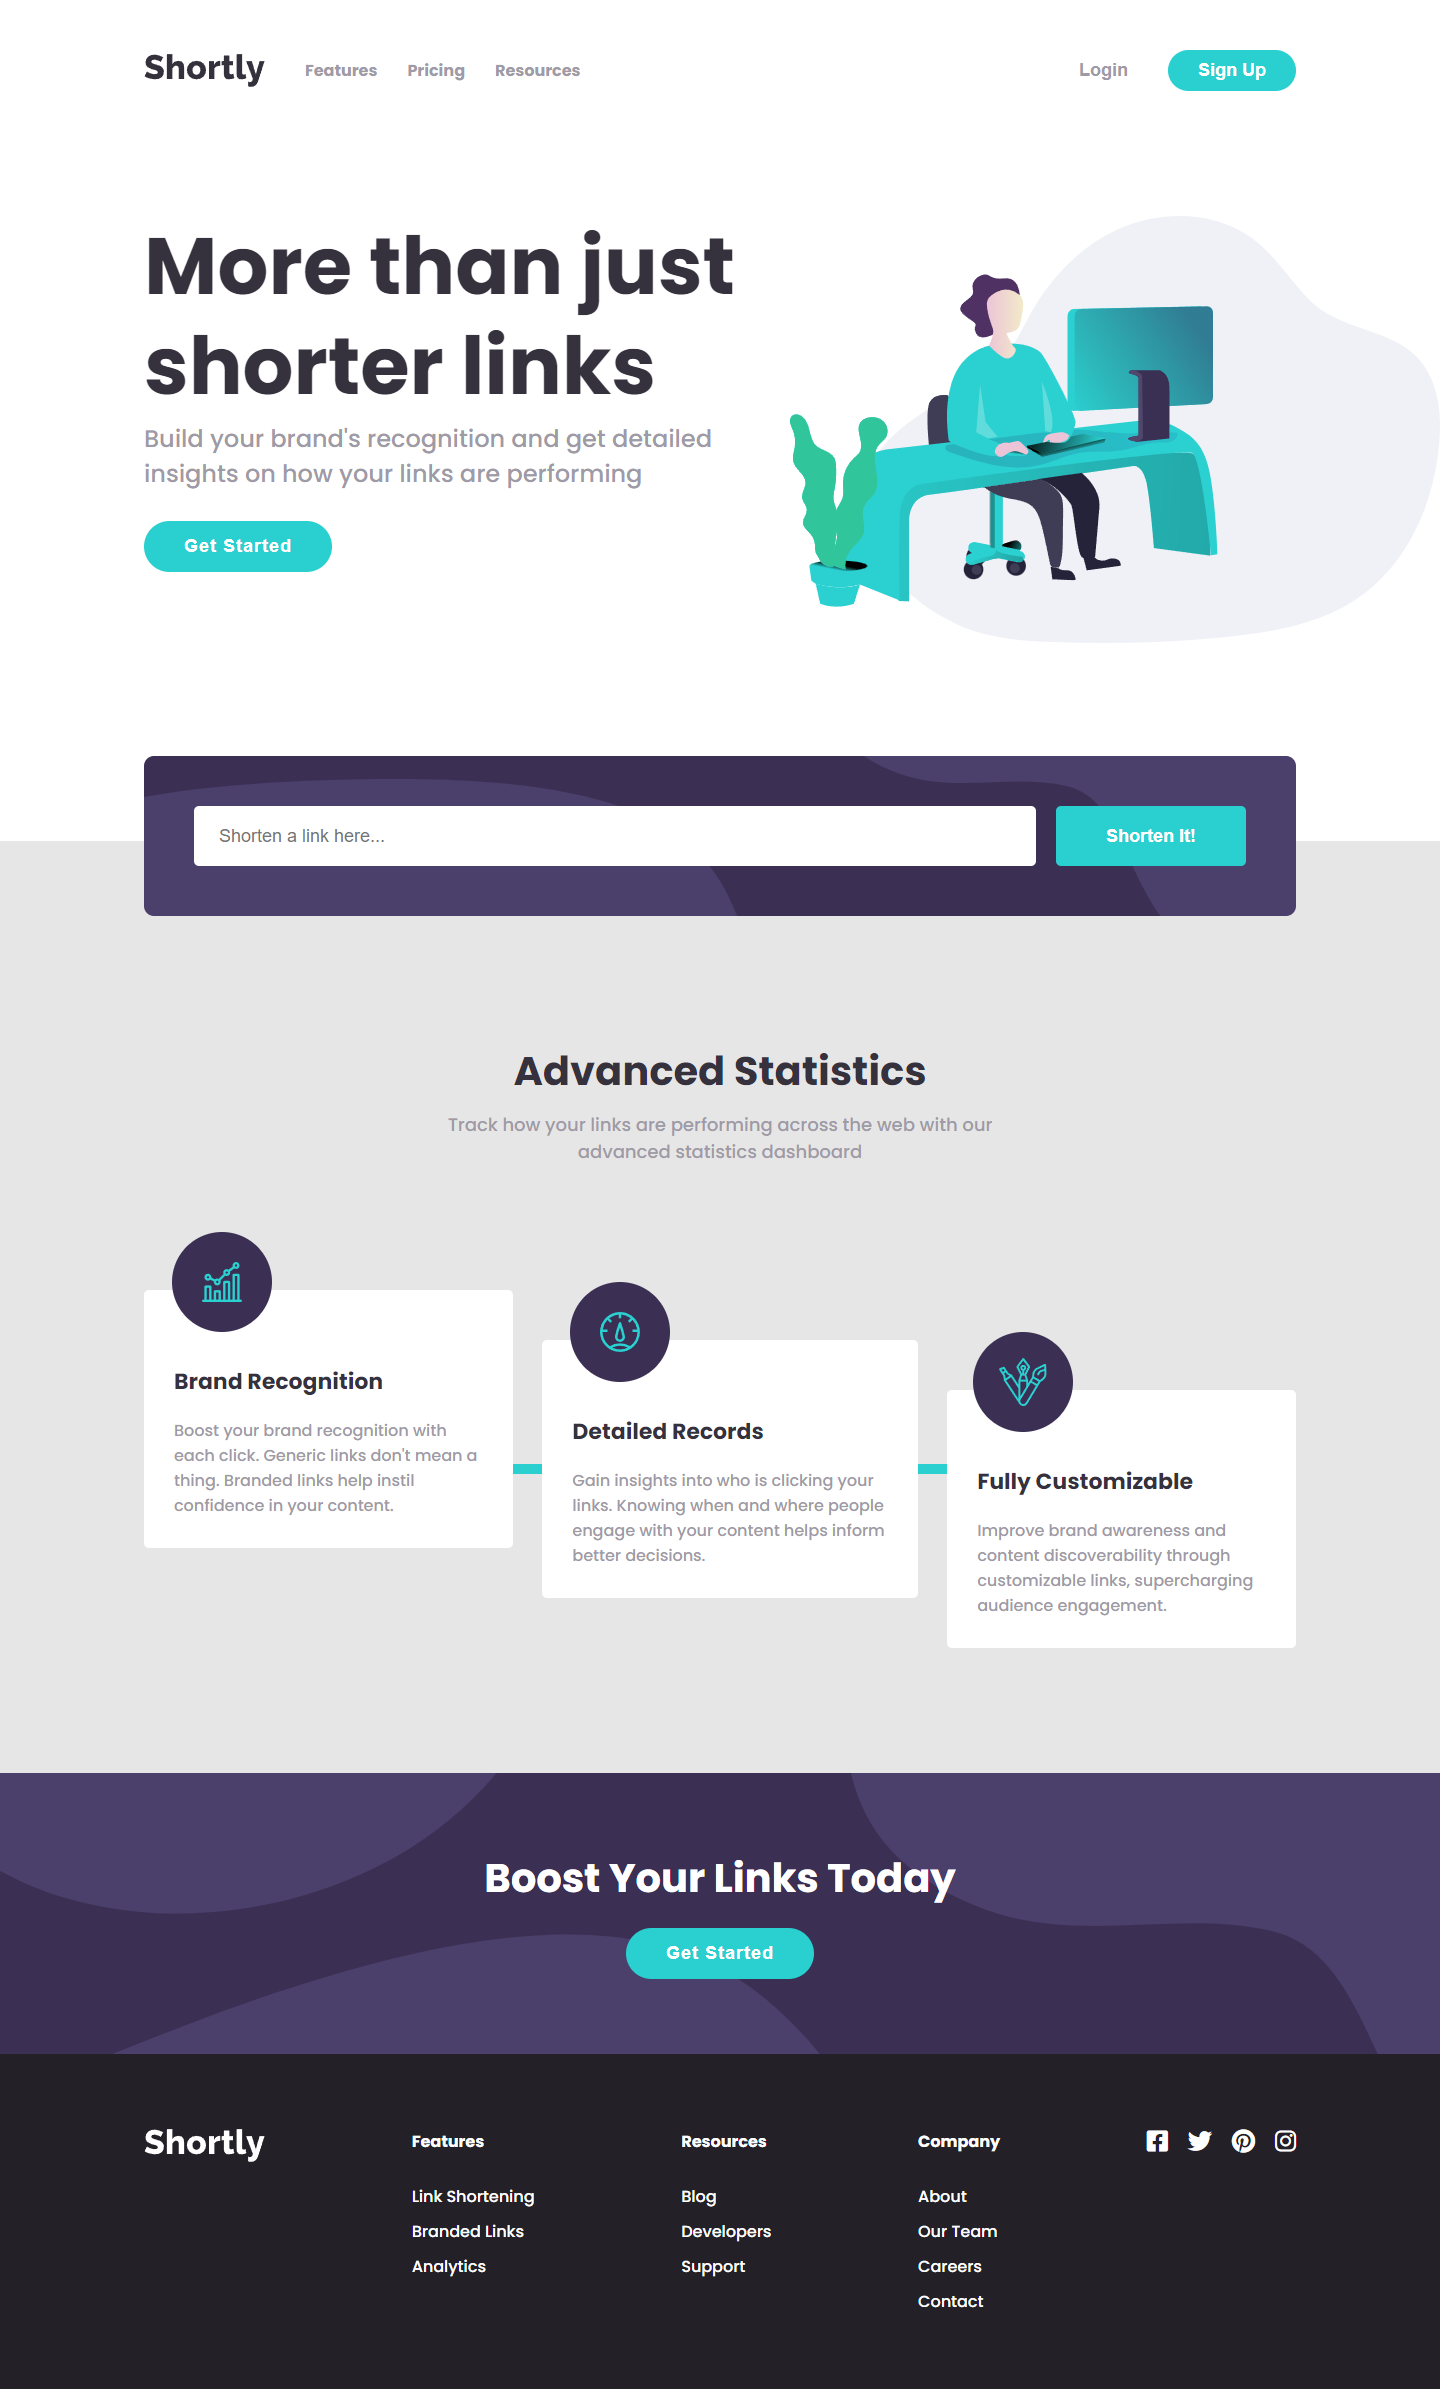 Shortly
Features
Pricing
Resources
Login
Sign Up
More than just
shorter links
Build your brand's recognition and get detailed
insights on how your links are performing
Get Started
Shorten a link here...
Shorten It!
Advanced Statistics
Track how your links are performing across the web with our
advanced statistics dashboard
Brand Recognition
Boost your brand recognition with
each click. Generic links don't mean a
thing. Branded links help instil
confidence in your content.
Detailed Records
Gain insights into who is clicking your
links. Knowing when and where people
engage with your content helps inform
better decisions.
Fully Customizable
Improve brand awareness and
content discoverability through
customizable links, supercharging
audience engagement.
Boost Your Links Today
Get Started
Shortly
Features
Link Shortening
Branded Links
Analytics
Resources
Blog
Developers
Support
Company
About
Our Team
Careers
Contact